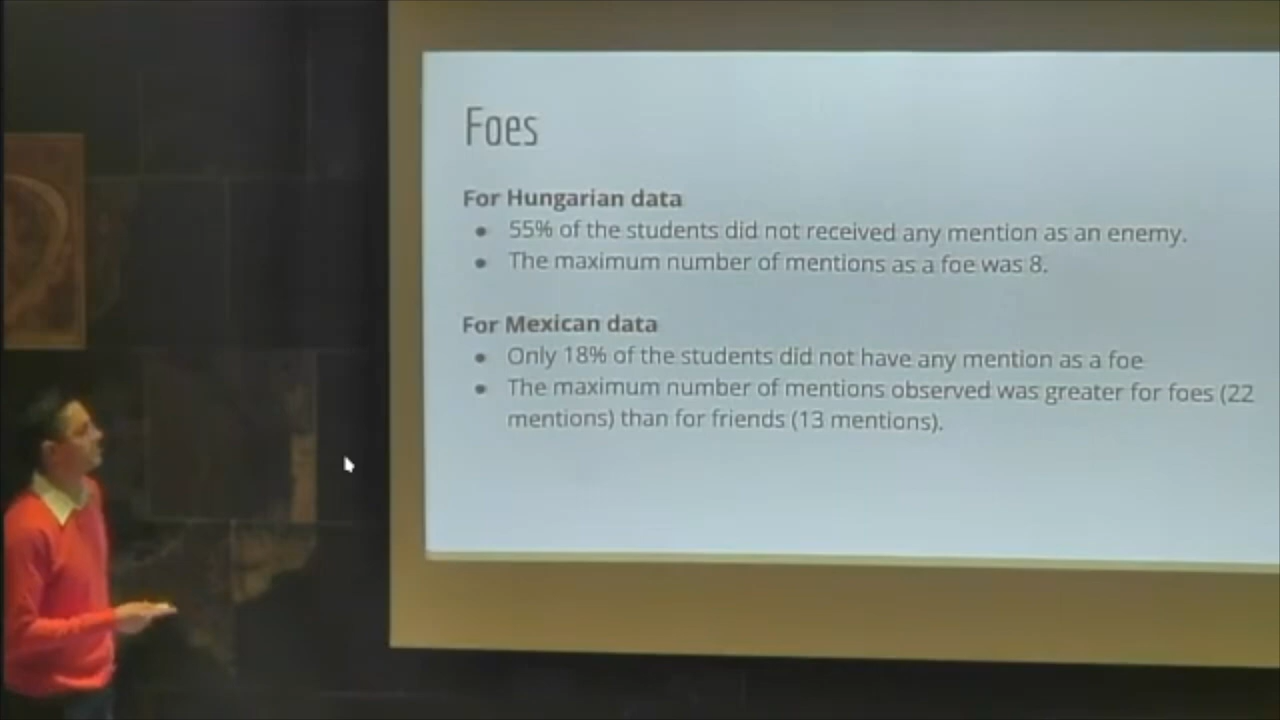 Foes
For Hungarian data
• 55% of the students did not received any mention as an enemy.
• The maximum number of mentions as a foe was 8.
For Mexican data
• Only 18% of the students did not have any mention as a foe
• The maximum number of mentions observed was greater for foes (22
mentions) than for friends (13 mentions).